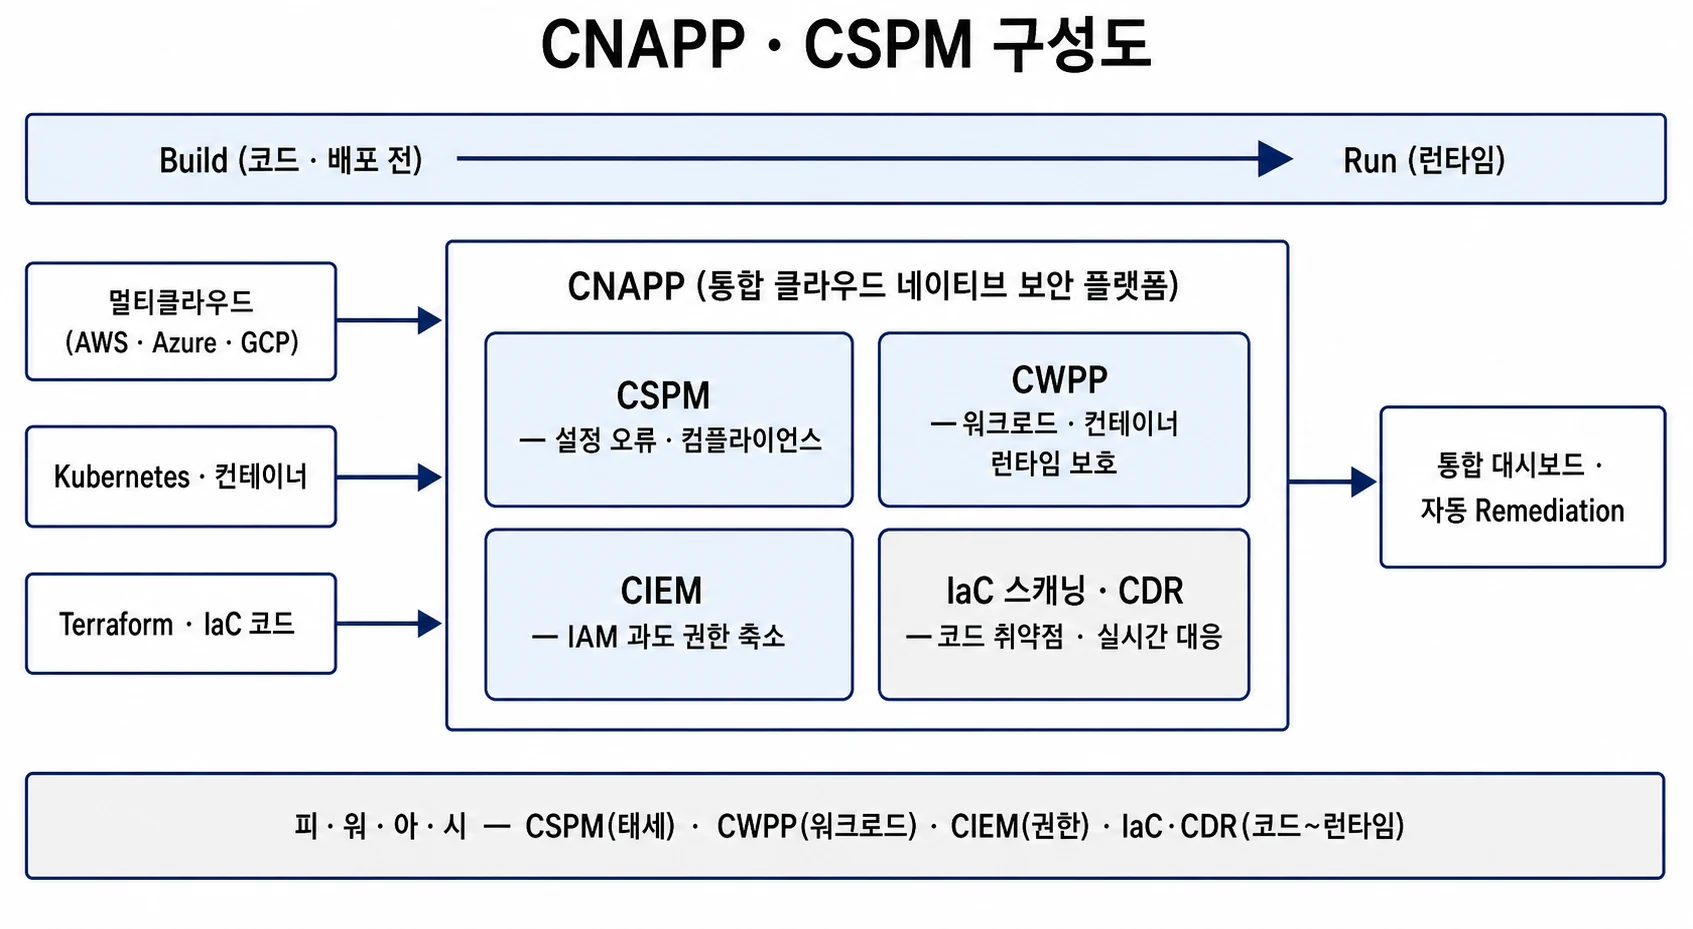 CNAPP · CSPM 구성도
Build (코드 · 배포 전)
Run (런타임)
멀티클라우드
(AWS · Azure · GCP)
Kubernetes · 컨테이너
Terraform · IaC 코드
CNAPP (통합 클라우드 네이티브 보안 플랫폼)
CSPM
— 설정 오류 · 컴플라이언스
CWPP
— 워크로드 · 컨테이너
런타임 보호
CIEM
— IAM 과도 권한 축소
IaC 스캐닝 · CDR
— 코드 취약점 · 실시간 대응
통합 대시보드 ·
자동 Remediation
피 · 워 · 아 · 시 — CSPM(태세) · CWPP(워크로드) · CIEM(권한) · IaC·CDR(코드~런타임)